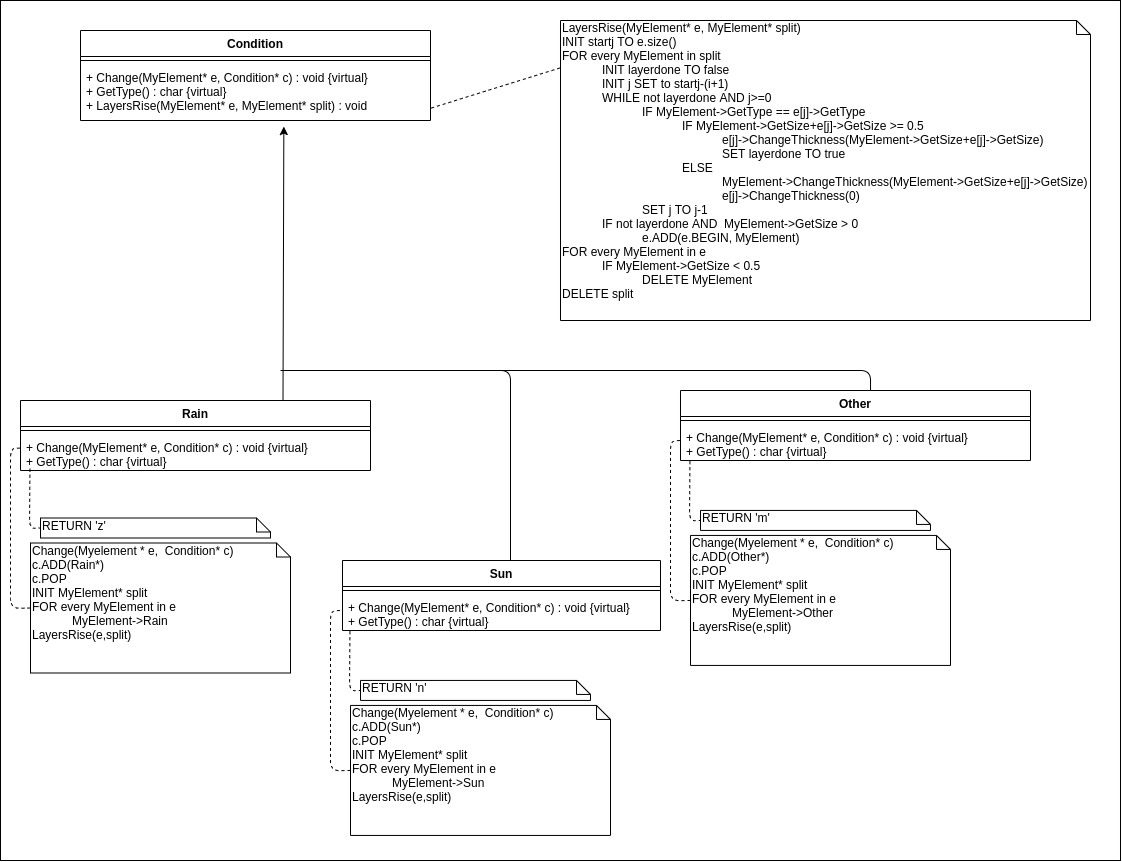 Condition
+ Change(MyElement* e, Condition* c) : void {virtual}
+ GetType() : char {virtual}
+ LayersRise(MyElement* e, MyElement* split) : void
LayersRise(MyElement* e, MyElement* split)
INIT startj TO e.size()
FOR every MyElement in split
INIT layerdone TO false
INIT j SET to startj-(i+1)
WHILE not layerdone AND j>=0
IF MyElement->GetType == e[j]->GetType
IF MyElement->GetSize+e[j]->GetSize >= 0.5
e[j]->ChangeThickness(MyElement->GetSize+e[j]->GetSize)
SET layerdone TO true
ELSE
MyElement->ChangeThickness(MyElement->GetSize+e[j]->GetSize)
e[j]->ChangeThickness(0)
SET j TO j-1
IF not layerdone AND  MyElement->GetSize > 0
e.ADD(e.BEGIN, MyElement)
FOR every MyElement in e
IF MyElement->GetSize < 0.5
DELETE MyElement
DELETE split
Rain
+ Change(MyElement* e, Condition* c) : void {virtual}
+ GetType() : char {virtual}
RETURN 'z'
Change(Myelement * e,  Condition* c)
c.ADD(Rain*)
c.POP
INIT MyElement* split
FOR every MyElement in e
MyElement->Rain
LayersRise(e,split)
Sun
+ Change(MyElement* e, Condition* c) : void {virtual}
+ GetType() : char {virtual}
RETURN 'n'
Change(Myelement * e,  Condition* c)
c.ADD(Sun*)
c.POP
INIT MyElement* split
FOR every MyElement in e
MyElement->Sun
LayersRise(e,split)
Other
+ Change(MyElement* e, Condition* c) : void {virtual}
+ GetType() : char {virtual}
RETURN 'm'
Change(Myelement * e,  Condition* c)
c.ADD(Other*)
c.POP
INIT MyElement* split
FOR every MyElement in e
MyElement->Other
LayersRise(e,split)